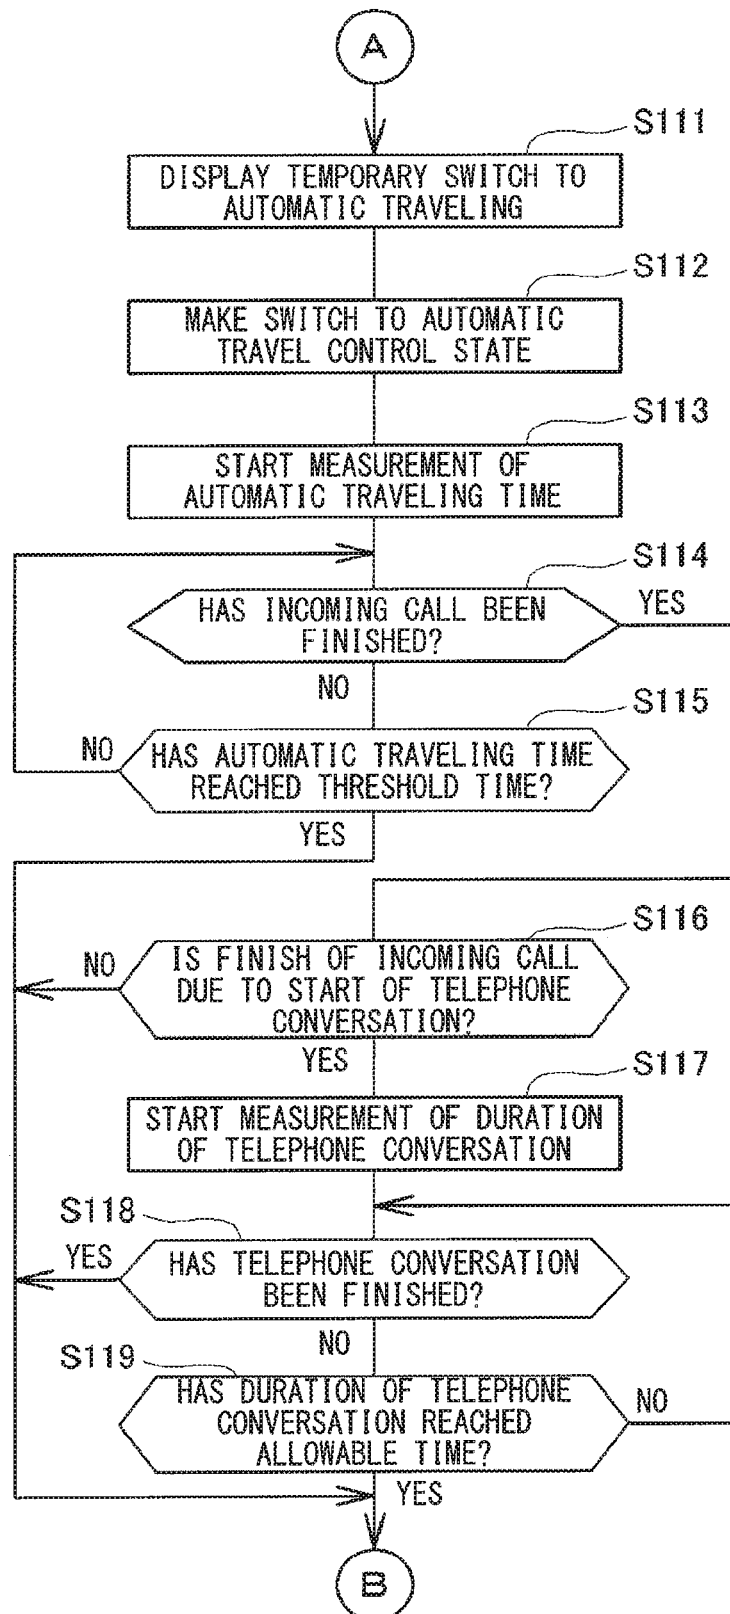 A
S111
DISPLAY TEMPORARY SWITCH TO
AUTOMATIC TRAVELING
S112
MAKE SWITCH TO AUTOMATIC
TRAVEL CONTROL STATE
S113
START MEASUREMENT OF
AUTOMATIC TRAVELING TIME
S114
HAS INCOMING CALL BEEN
FINISHED?
YES
NO
S115
NO
HAS AUTOMATIC TRAVELING TIME
REACHED THRESHOLD TIME?
YES
S116
NO
IS FINISH OF INCOMING CALL
DUE TO START OF TELEPHONE
CONVERSATION?
YES
S117
START MEASUREMENT OF DURATION
OF TELEPHONE CONVERSATION
S118
YES
HAS TELEPHONE CONVERSATION
BEEN FINISHED?
NO
S119
HAS DURATION OF TELEPHONE
CONVERSATION REACHED
ALLOWABLE TIME?
NO
YES
B